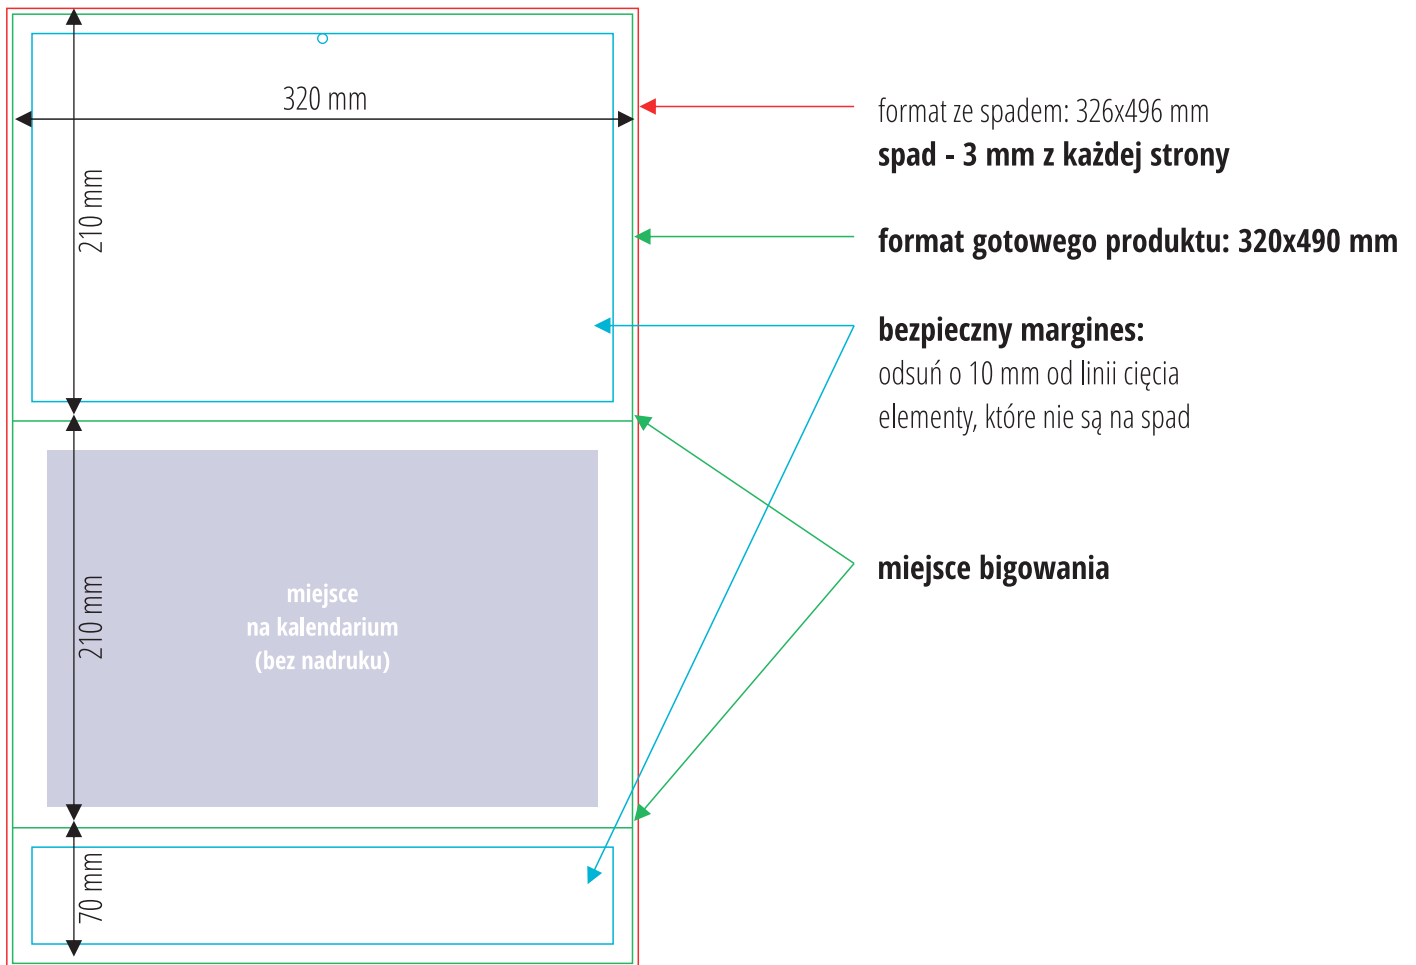 320 mm
210 mm
format ze spadem: 326x496 mm
spad - 3 mm z każdej strony
format gotowego produktu: 320x490 mm
bezpieczny margines:
odsuń o 10 mm od linii cięcia
elementy, które nie są na spad
miejsce bigowania
210 mm
miejsce
na kalendarium
(bez nadruku)
70 mm